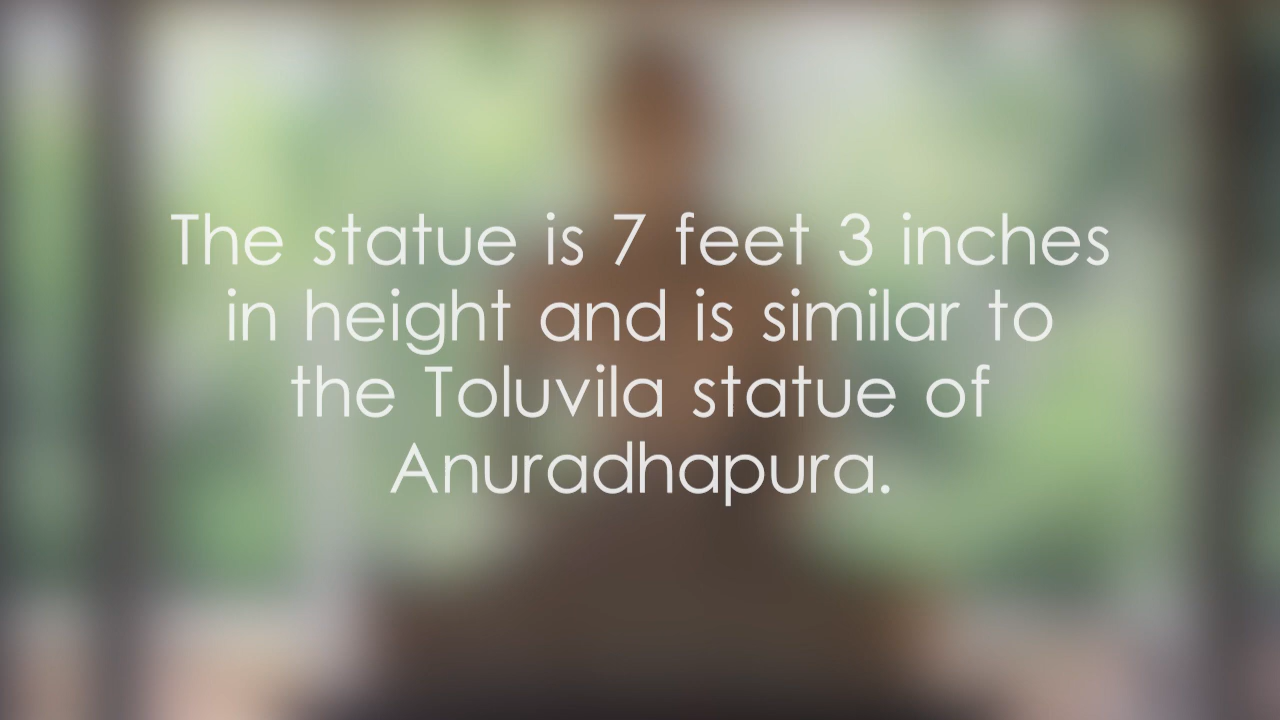 The statue is 7 feet 3 inches
in height and is similar to
the Toluvila statue of
Anuradhapura.